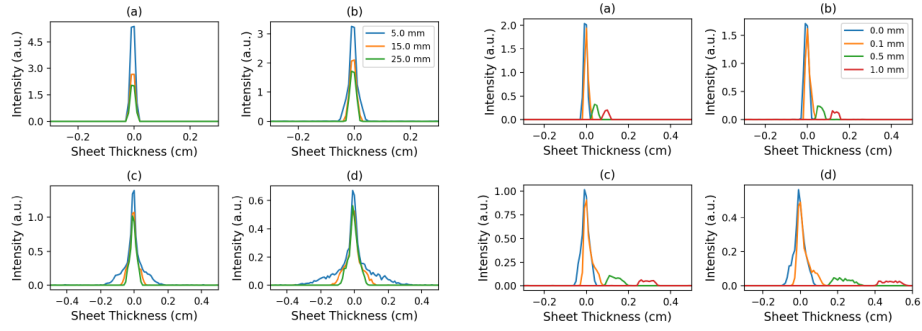 (a)
4.5
3.0
1.5
0.0
Intensity (a.u.)
−0.2 0.0 0.2
Sheet Thickness (cm)
(b)
3
2
1
0
Intensity (a.u.)
5.0 mm
15.0 mm
25.0 mm
−0.2 0.0 0.2
Sheet Thickness (cm)
(a)
2.0
1.5
1.0
0.5
0.0
Intensity (a.u.)
−0.2 0.0 0.2 0.4
Sheet Thickness (cm)
(b)
1.5
1.0
0.5
0.0
Intensity (a.u.)
0.0 mm
0.1 mm
0.5 mm
1.0 mm
−0.2 0.0 0.2 0.4
Sheet Thickness (cm)
(c)
1.0
0.5
0.0
Intensity (a.u.)
−0.4 −0.2 0.0 0.2 0.4
Sheet Thickness (cm)
(d)
0.6
0.4
0.2
0.0
Intensity (a.u.)
−0.4 −0.2 0.0 0.2 0.4
Sheet Thickness (cm)
(c)
1.00
0.75
0.50
0.25
0.00
Intensity (a.u.)
−0.2 0.0 0.2 0.4
Sheet Thickness (cm)
(d)
0.4
0.2
0.0
Intensity (a.u.)
−0.2 0.0 0.2 0.4 0.6
Sheet Thickness (cm)